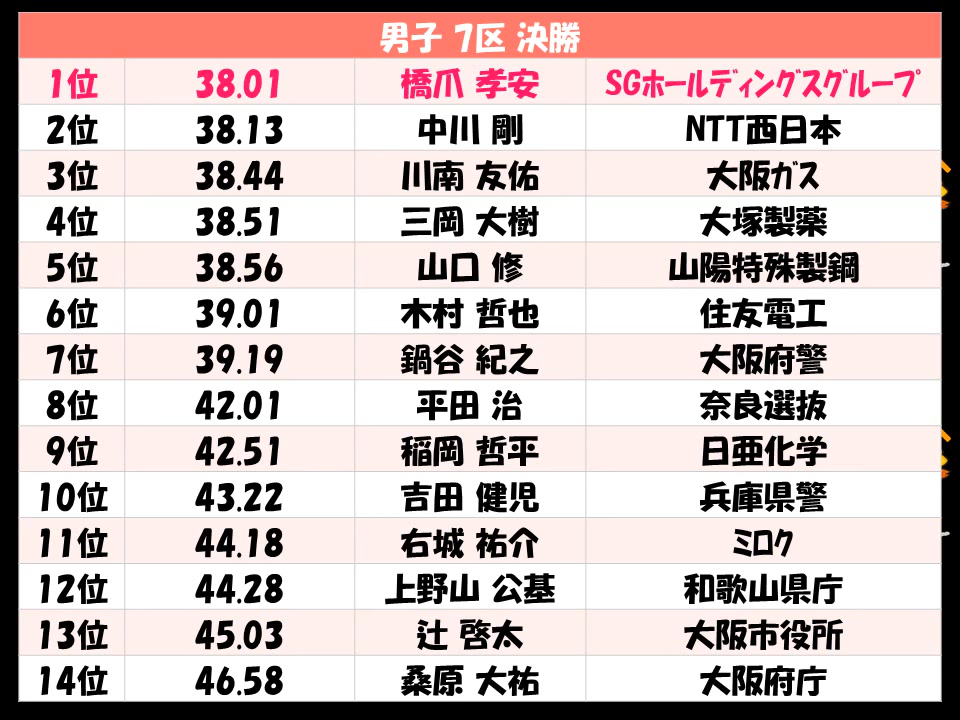 男子 7区 決勝
1位 38.01 橋爪 孝安 SGホールディングスグループ
2位 38.13 中川 剛 NTT西日本
3位 38.44 川南 友佑 大阪ガス
4位 38.51 三岡 大樹 大塚製薬
5位 38.56 山口 修 山陽特殊製鋼
6位 39.01 木村 哲也 住友電工
7位 39.19 鍋谷 紀之 大阪府警
8位 42.01 平田 治 奈良選抜
9位 42.51 稲岡 哲平 日亜化学
10位 43.22 吉田 健児 兵庫県警
11位 44.18 右城 祐介 ミロク
12位 44.28 上野山 公基 和歌山県庁
13位 45.03 辻 啓太 大阪市役所
14位 46.58 桑原 大祐 大阪府庁